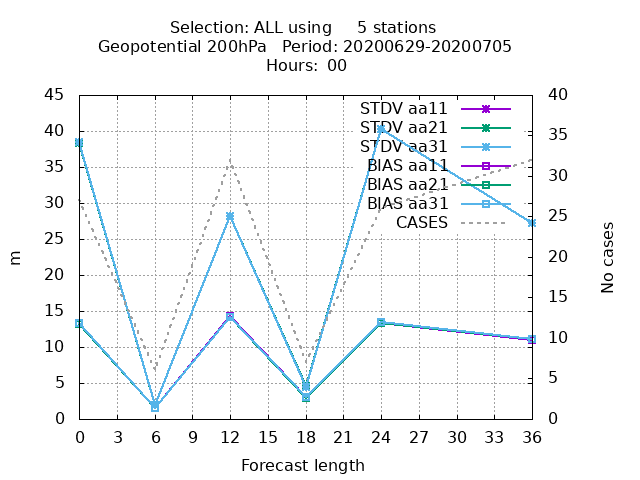 Selection: ALL using     5 stations
Geopotential 200hPa   Period: 20200629-20200705
Hours: 00
45
40
35
30
25
20
15
10
5
0
m
STDV aa11
STDV aa21
STDV aa31
BIAS aa11
BIAS aa21
BIAS aa31
CASES
40
35
30
25
20
15
10
5
0
No cases
0 3 6 9 12 15 18 21 24 27 30 33 36
Forecast length